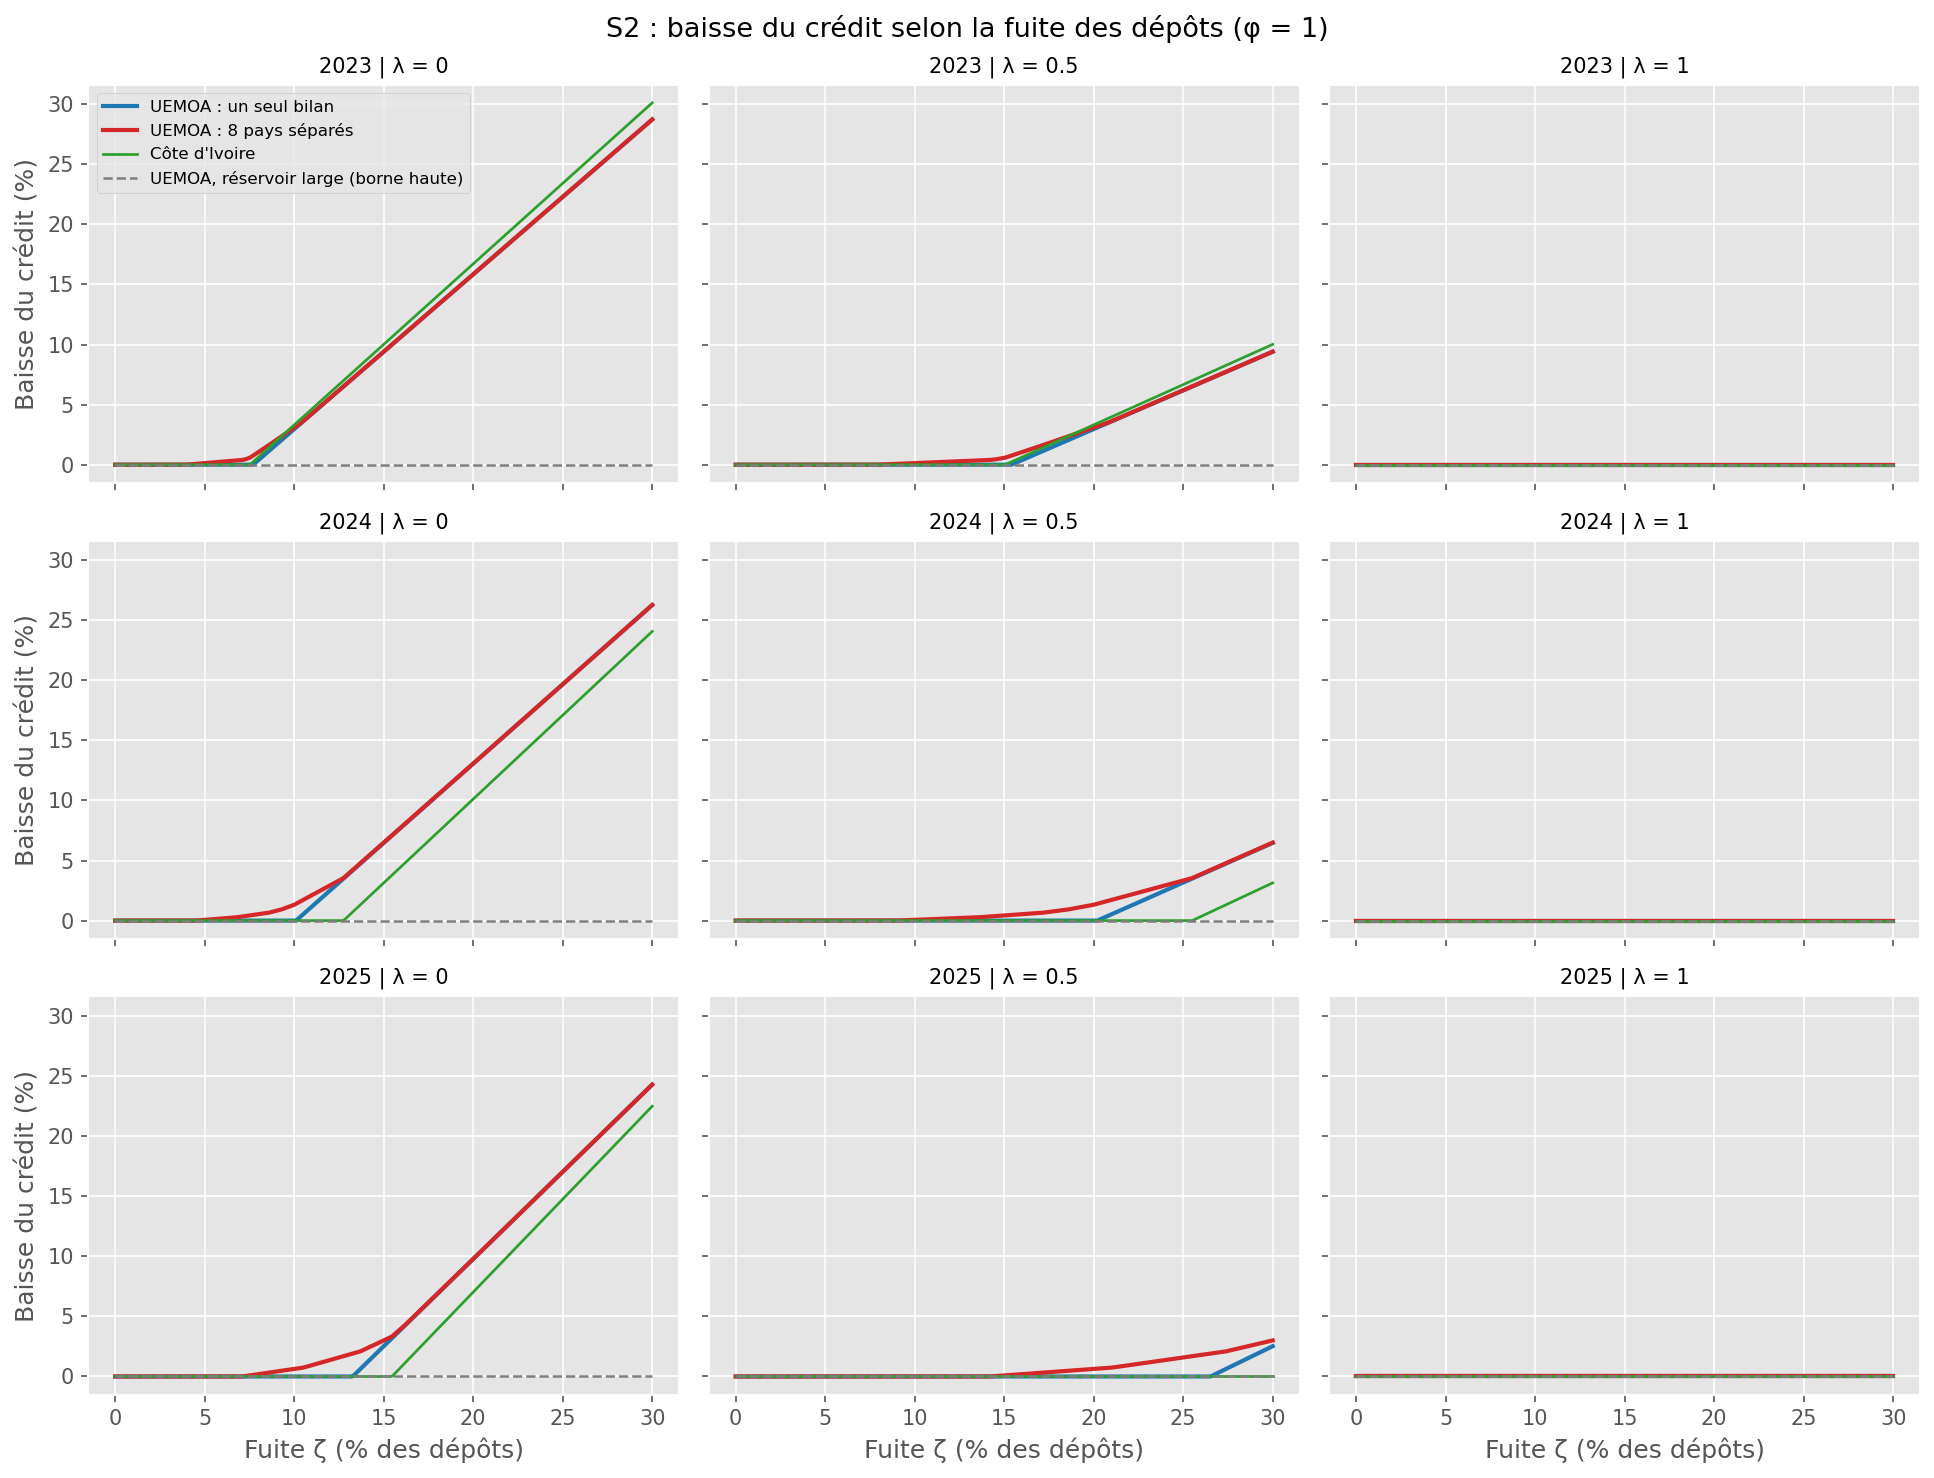 S2 : baisse du crédit selon la fuite des dépôts (φ = 1)
2023 | λ = 0
2023 | λ = 0.5
2023 | λ = 1
UEMOA : un seul bilan
UEMOA : 8 pays séparés
Côte d'Ivoire
UEMOA, réservoir large (borne haute)
Baisse du crédit (%)
30
25
20
15
10
5
0
2024 | λ = 0
2024 | λ = 0.5
2024 | λ = 1
Baisse du crédit (%)
30
25
20
15
10
5
0
2025 | λ = 0
2025 | λ = 0.5
2025 | λ = 1
Baisse du crédit (%)
30
25
20
15
10
5
0
0 5 10 15 20 25 30
0 5 10 15 20 25 30
0 5 10 15 20 25 30
Fuite ζ (% des dépôts)
Fuite ζ (% des dépôts)
Fuite ζ (% des dépôts)